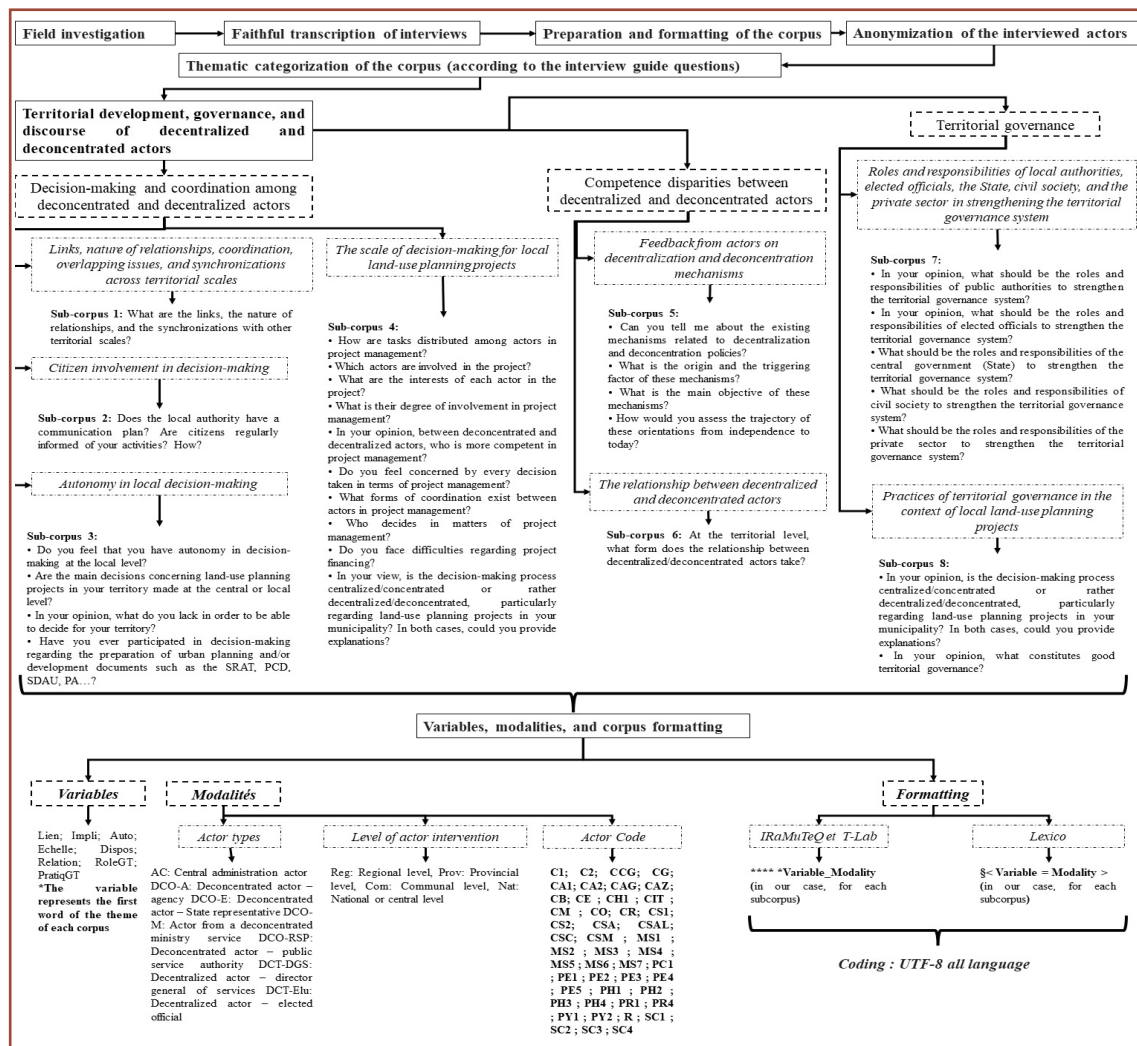 Field investigation
Faithful transcription of interviews
Preparation and formatting of the corpus
Anonymization of the interviewed actors
Thematic categorization of the corpus (according to the interview guide questions)
Territorial development, governance, and
discourse of decentralized and
deconcentrated actors
Territorial governance
Decision-making and coordination among
deconcentrated and decentralized actors
Competence disparities between
decentralized and deconcentrated actors
Roles and responsibilities of local authorities,
elected officials, the State, civil society, and the
private sector in strengthening the territorial
governance system
Links, nature of relationships, coordination,
overlapping issues, and synchronizations
across territorial scales
Sub-corpus 1: What are the links, the nature of
relationships, and the synchronizations with other
territorial scales?
Citizen involvement in decision-making
Sub-corpus 2: Does the local authority have a
communication plan? Are citizens regularly
informed of your activities? How?
Autonomy in local decision-making
Sub-corpus 3:
• Do you feel that you have autonomy in decision-
making at the local level?
• Are the main decisions concerning land-use planning
projects in your territory made at the central or local
level?
• In your opinion, what do you lack in order to be able
to decide for your territory?
• Have you ever participated in decision-making
regarding the preparation of urban planning and/or
development documents such as the SRAT, PCD,
SDAU, PA…?
The scale of decision-making for local
land-use planning projects
Sub-corpus 4:
• How are tasks distributed among actors in
project management?
• Which actors are involved in the project?
• What are the interests of each actor in the
project?
• What is their degree of involvement in project
management?
• In your opinion, between deconcentrated and
decentralized actors, who is more competent in
project management?
• Do you feel concerned by every decision
taken in terms of project management?
• What forms of coordination exist between
actors in project management?
• Who decides in matters of project
management?
• Do you face difficulties regarding project
financing?
• In your view, is the decision-making process
centralized/concentrated or rather
decentralized/deconcentrated, particularly
regarding land-use planning projects in your
municipality? In both cases, could you provide
explanations?
Feedback from actors on
decentralization and deconcentration
mechanisms
Sub-corpus 5:
• Can you tell me about the existing
mechanisms related to decentralization
and deconcentration policies?
• What is the origin and the triggering
factor of these mechanisms?
• What is the main objective of these
mechanisms?
• How would you assess the trajectory of
these orientations from independence to
today?
The relationship between decentralized
and deconcentrated actors
Sub-corpus 6: At the territorial level,
what form does the relationship between
decentralized/deconcentrated actors take?
Sub-corpus 7:
• In your opinion, what should be the roles and
responsibilities of public authorities to strengthen
the territorial governance system?
• In your opinion, what should be the roles and
responsibilities of elected officials to strengthen the
territorial governance system?
• What should be the roles and responsibilities of the
central government (State) to strengthen the
territorial governance system?
• What should be the roles and responsibilities of
civil society to strengthen the territorial governance
system?
• What should be the roles and responsibilities of the
private sector to strengthen the territorial
governance system?
Practices of territorial governance in the
context of local land-use planning
projects
Sub-corpus 8:
• In your opinion, is the decision-making process
centralized/concentrated or rather
decentralized/deconcentrated, particularly
regarding land-use planning projects in your
municipality? In both cases, could you provide
explanations?
• In your opinion, what constitutes good
territorial governance?
Variables, modalities, and corpus formatting
Variables
Lien; Impli; Auto;
Echelle; Dispos;
Relation; RoleGT;
PratiqGT
*The variable
represents the first
word of the theme
of each corpus
Modalités
Actor types
AC: Central administration actor
DCO-A: Deconcentrated actor –
agency DCO-E: Deconcentrated
actor – State representative DCO-
M: Actor from a deconcentrated
ministry service DCO-RSP:
Deconcentrated actor – public
service authority DCT-DGS:
Decentralized actor – director
general of services DCT-Elu:
Decentralized actor – elected
official
Level of actor intervention
Reg: Regional level, Prov: Provincial
level, Com: Communal level, Nat:
National or central level
Actor Code
C1; C2; CCG; CG;
CA1; CA2; CAG; CAZ;
CB; CE ; CH1 ; CIT ;
CM ; CO; CR; CS1;
CS2; CSA; CSAL;
CSC; CSM ; MS1 ;
MS2 ; MS3 ; MS4 ;
MS5 ; MS6 ; MS7 ; PC1
; PE1 ; PE2 ; PE3 ; PE4
; PE5 ; PH1 ; PH2 ;
PH3 ; PH4 ; PR1 ; PR4
; PY1 ; PY2 ; R ; SC1 ;
SC2 ; SC3 ; SC4
Formatting
IRaMuTeQ et T-Lab
**** *Variable_Modality
(in our case, for each
subcorpus)
Lexico
§< Variable = Modality >
(in our case, for each
subcorpus)
Coding : UTF-8 all language